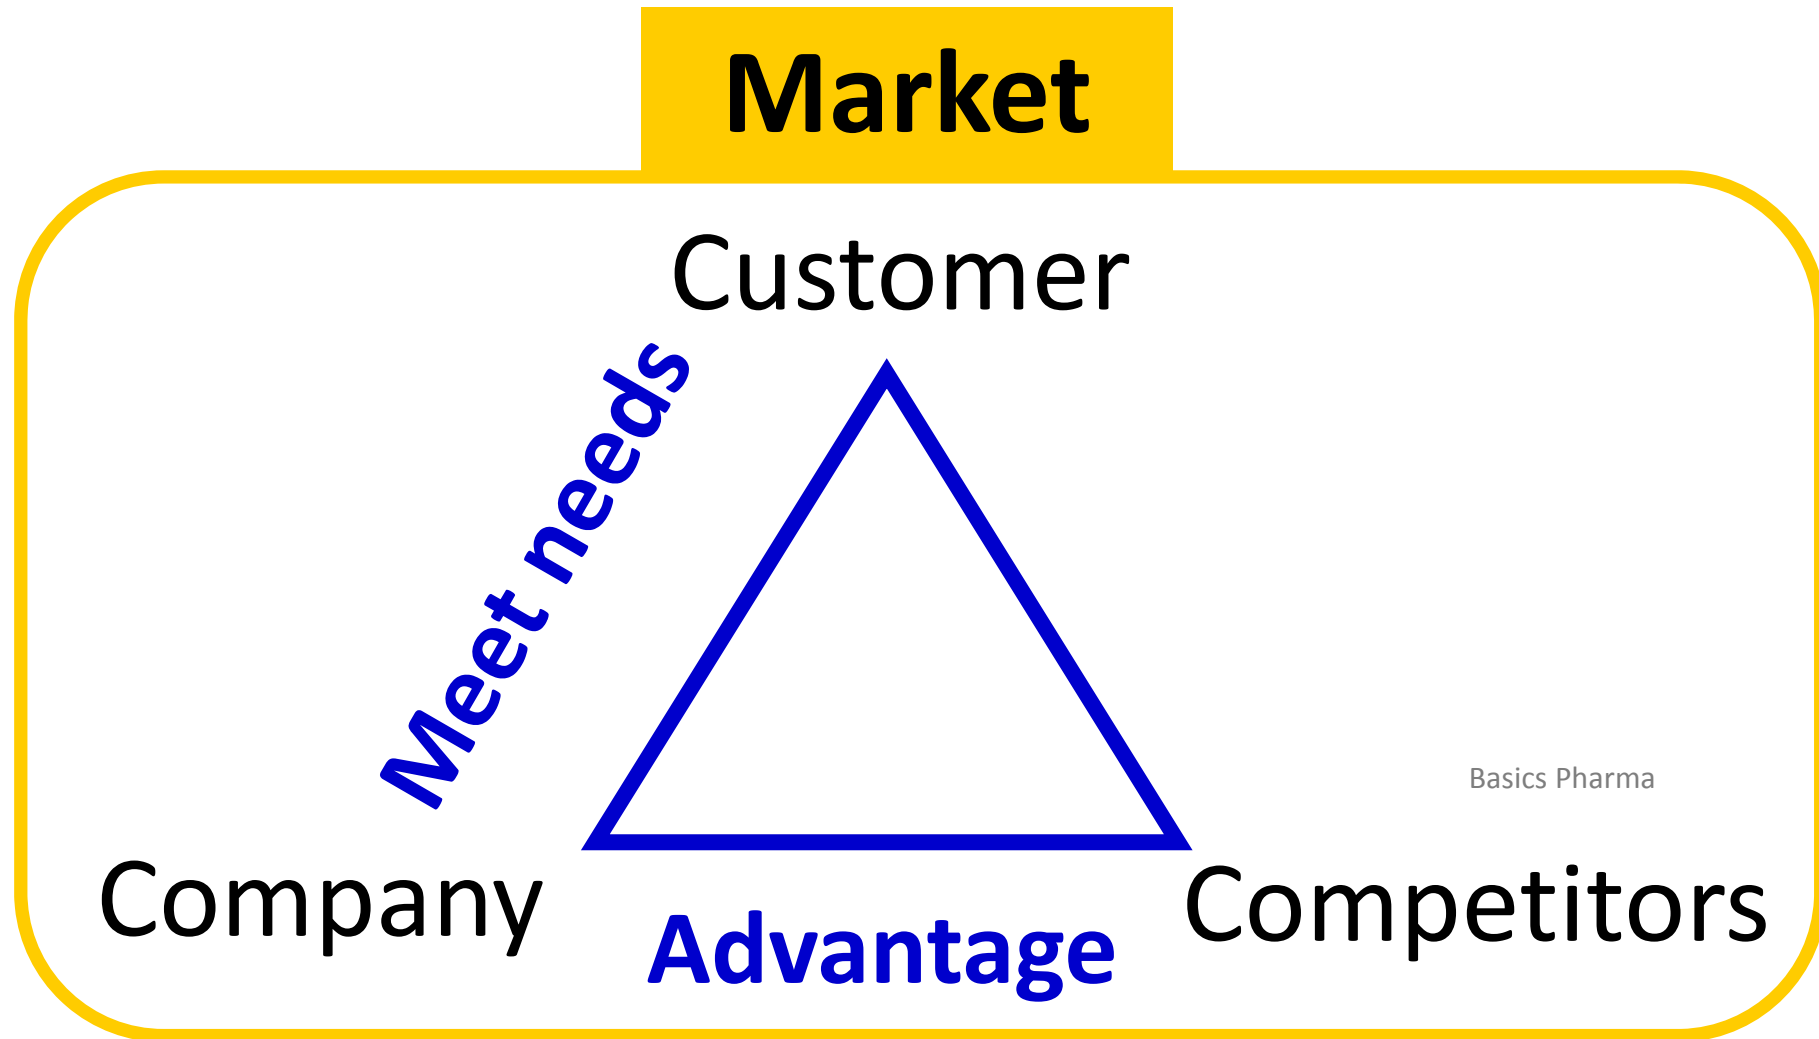 Market
Customer
Meet needs
Basics Pharma
Company
Competitors
Advantage